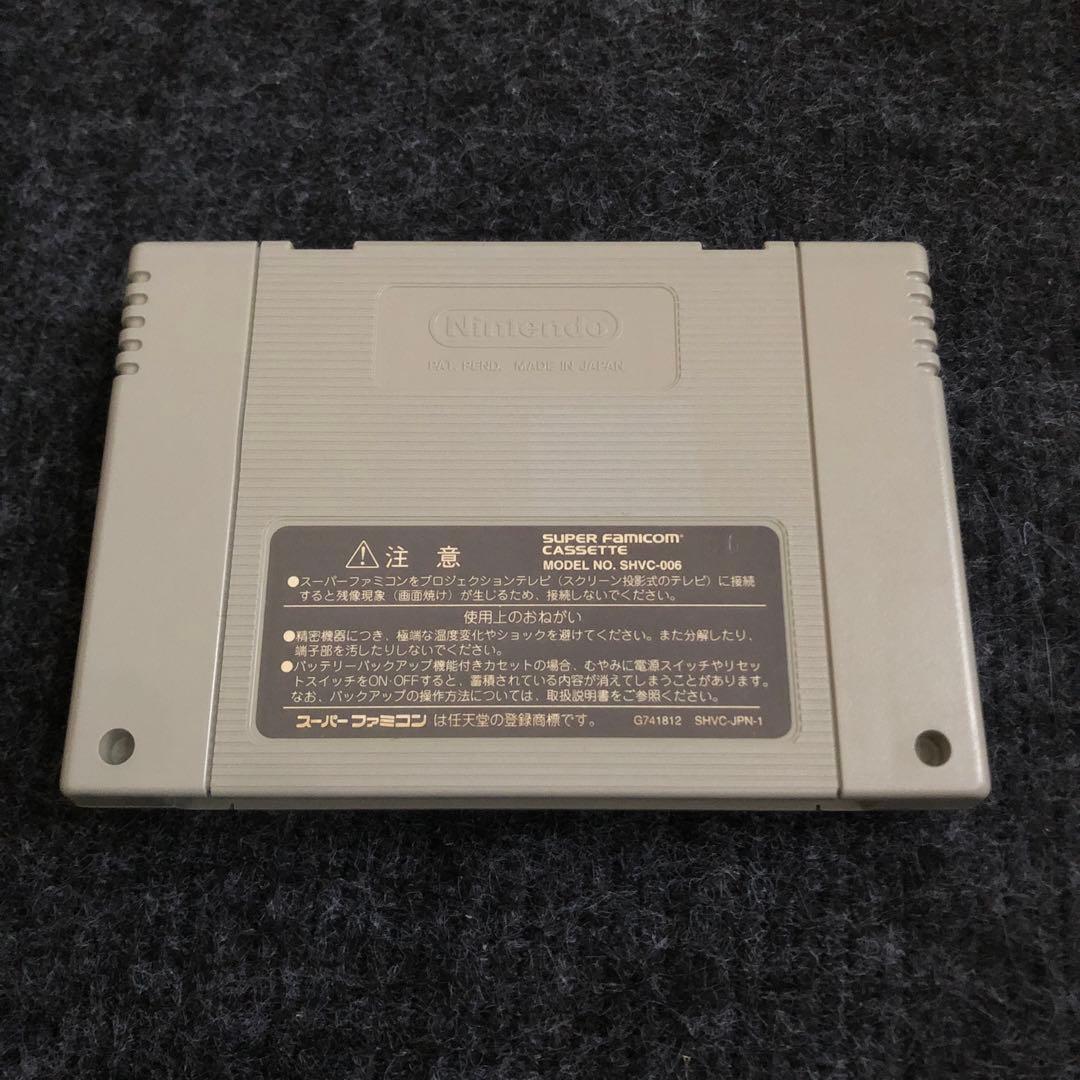 Nintendo
PAT. PEND. MADE IN JAPAN
SUPER FAMICOM
CASSETTE
MODEL NO. SHVC-006
注意
●スーパーファミコンをプロジェクションテレビ（スクリーン投影式のテレビ）に接続
すると残像現象（画面焼け）が生じるため、接続しないでください。
使用上のおねがい
●精密機器につき、極端な温度変化やショックを避けてください。また分解したり、
端子部を汚したりしないでください。
●バッテリーバックアップ機能付きカセットの場合、むやみに電源スイッチやリセッ
トスイッチをON・OFFすると、蓄積されている内容が消えてしまうことがあります。
なお、バックアップの操作方法については、取扱説明書をご参照ください。
スーパーファミコン は任天堂の登録商標です。 G741812 SHVC-JPN-1